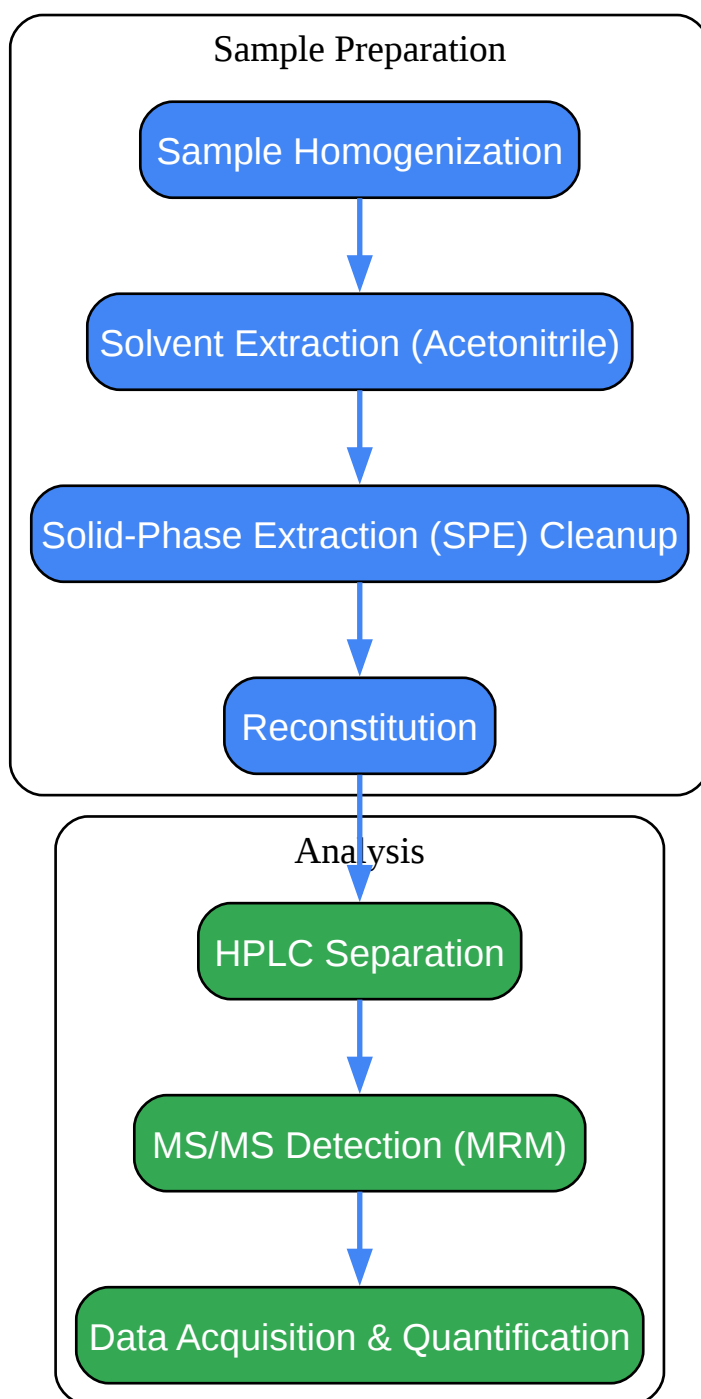 Sample Preparation
Sample Homogenization
Solvent Extraction (Acetonitrile)
Solid-Phase Extraction (SPE) Cleanup
Reconstitution
Analysis
HPLC Separation
MS/MS Detection (MRM)
Data Acquisition & Quantification